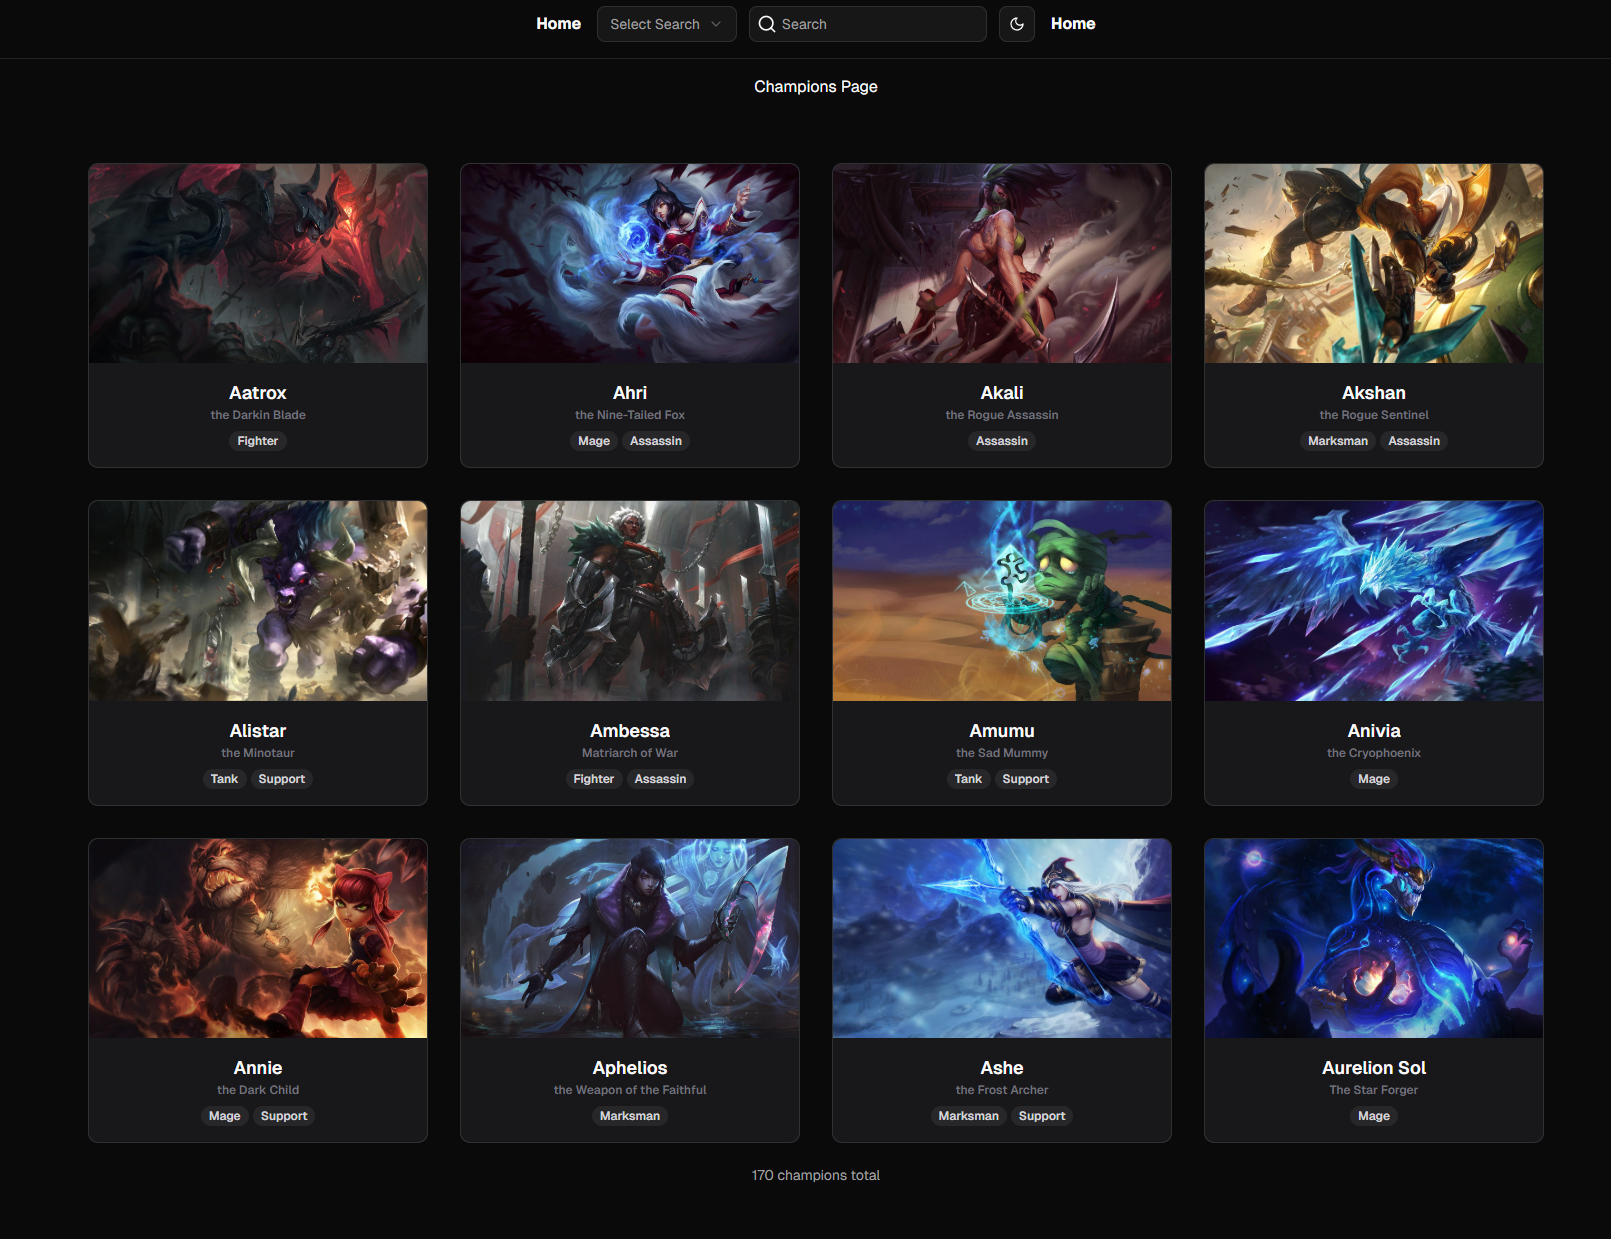 Home Select Search Search Home
Champions Page
Aatrox
the Darkin Blade
Fighter
Ahri
the Nine-Tailed Fox
Mage Assassin
Akali
the Rogue Assassin
Assassin
Akshan
the Rogue Sentinel
Marksman Assassin
Alistar
the Minotaur
Tank Support
Ambessa
Matriarch of War
Fighter Assassin
Amumu
the Sad Mummy
Tank Support
Anivia
the Cryophoenix
Mage
Annie
the Dark Child
Mage Support
Aphelios
the Weapon of the Faithful
Marksman
Ashe
the Frost Archer
Marksman Support
Aurelion Sol
The Star Forger
Mage
170 champions total